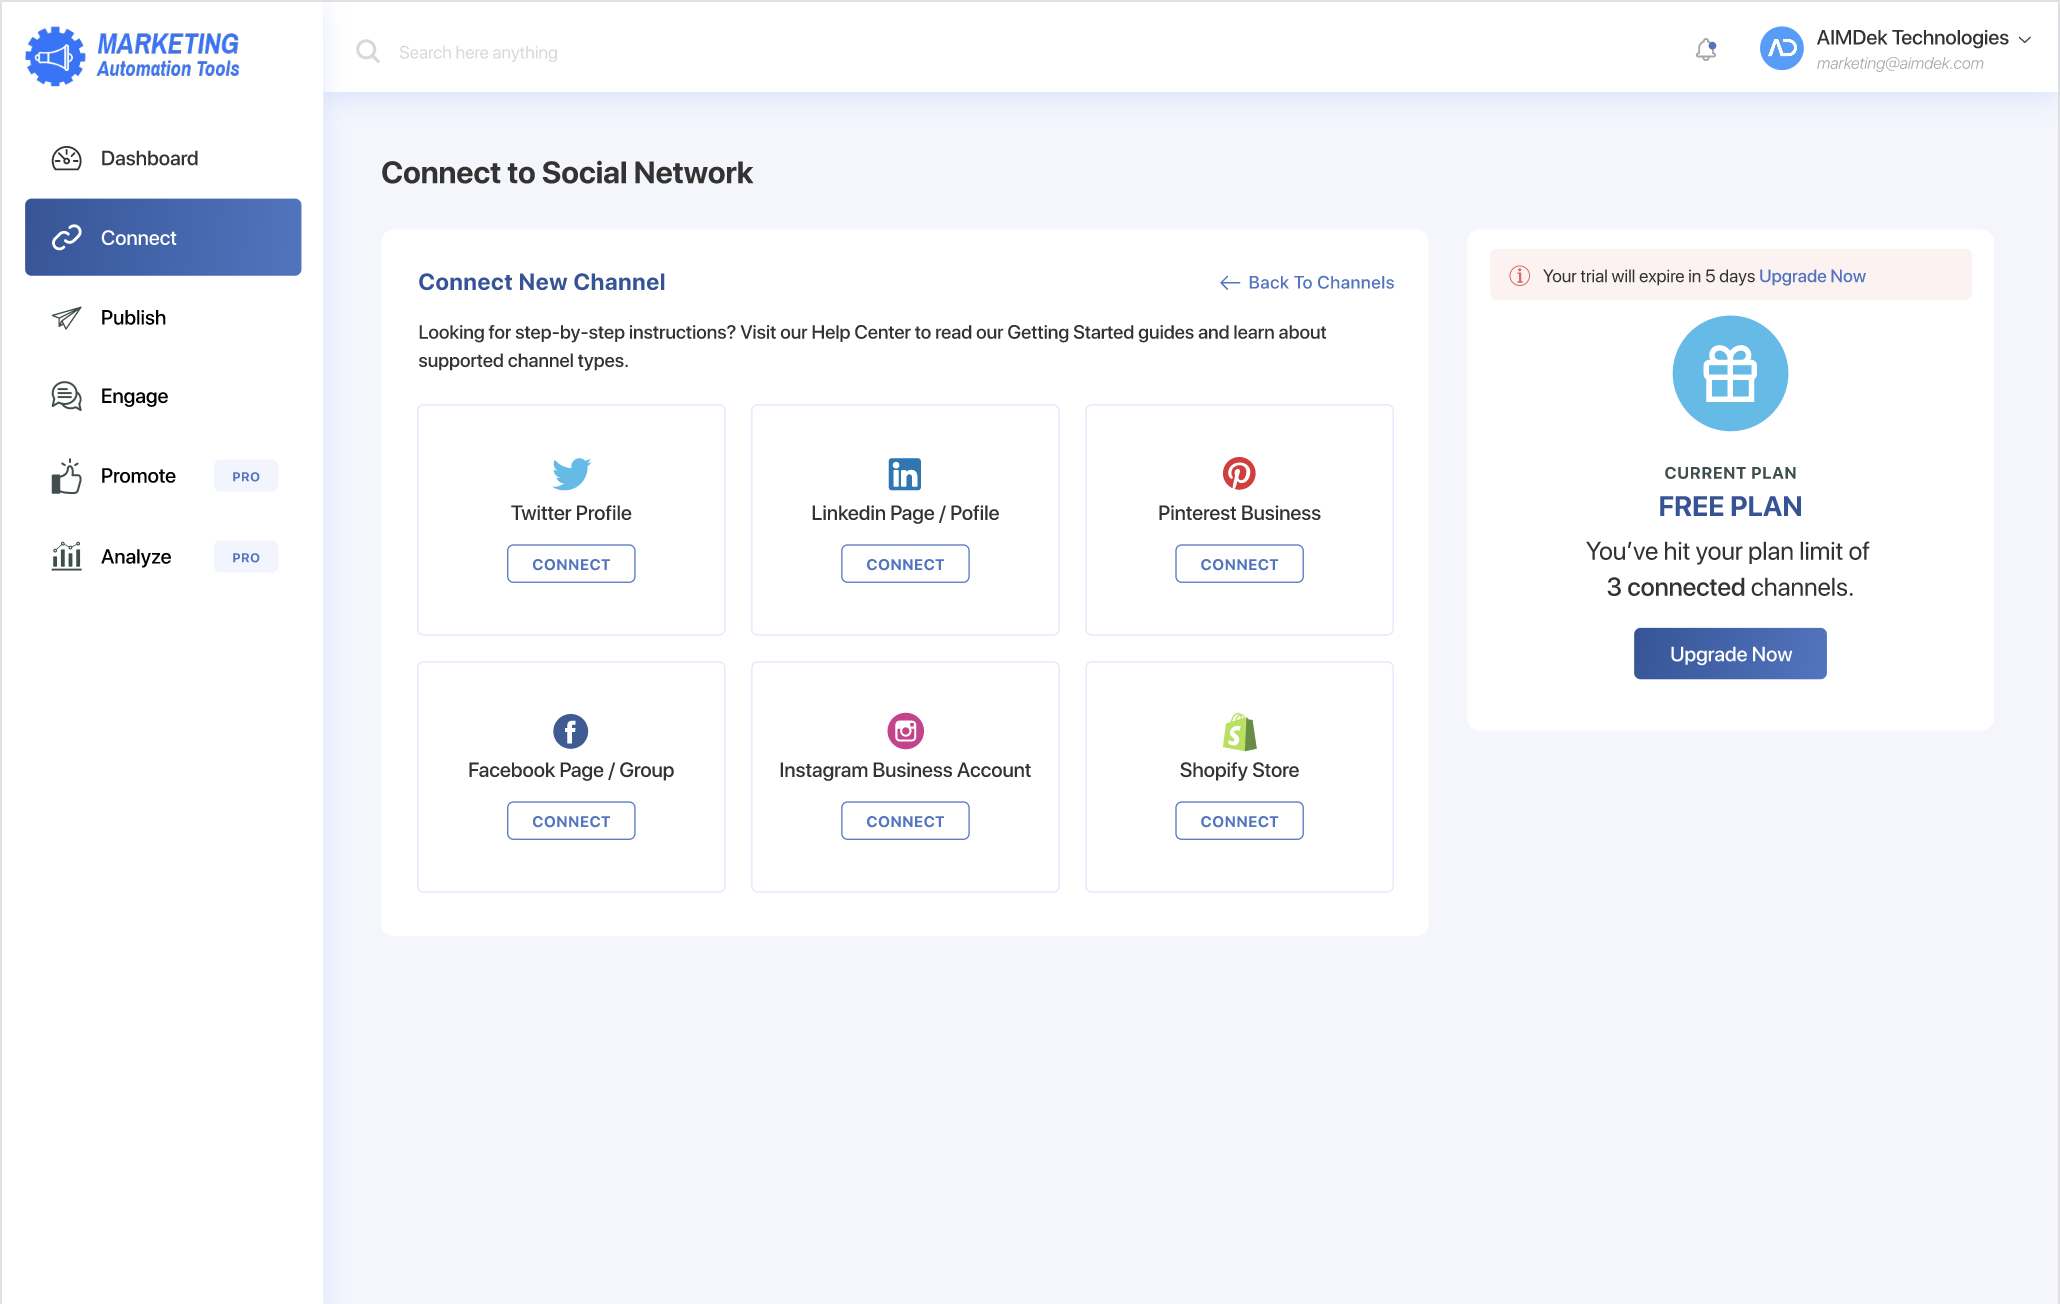 MARKETING
Automation Tools
Search here anything
AIMDek Technologies
marketing@aimdek.com
Dashboard
Connect
Publish
Engage
Promote PRO
Analyze PRO
Connect to Social Network
Connect New Channel
Back To Channels
Looking for step-by-step instructions? Visit our Help Center to read our Getting Started guides and learn about
supported channel types.
Twitter Profile
CONNECT
Linkedin Page / Pofile
CONNECT
Pinterest Business
CONNECT
Facebook Page / Group
CONNECT
Instagram Business Account
CONNECT
Shopify Store
CONNECT
Your trial will expire in 5 days Upgrade Now
CURRENT PLAN
FREE PLAN
You’ve hit your plan limit of
3 connected channels.
Upgrade Now